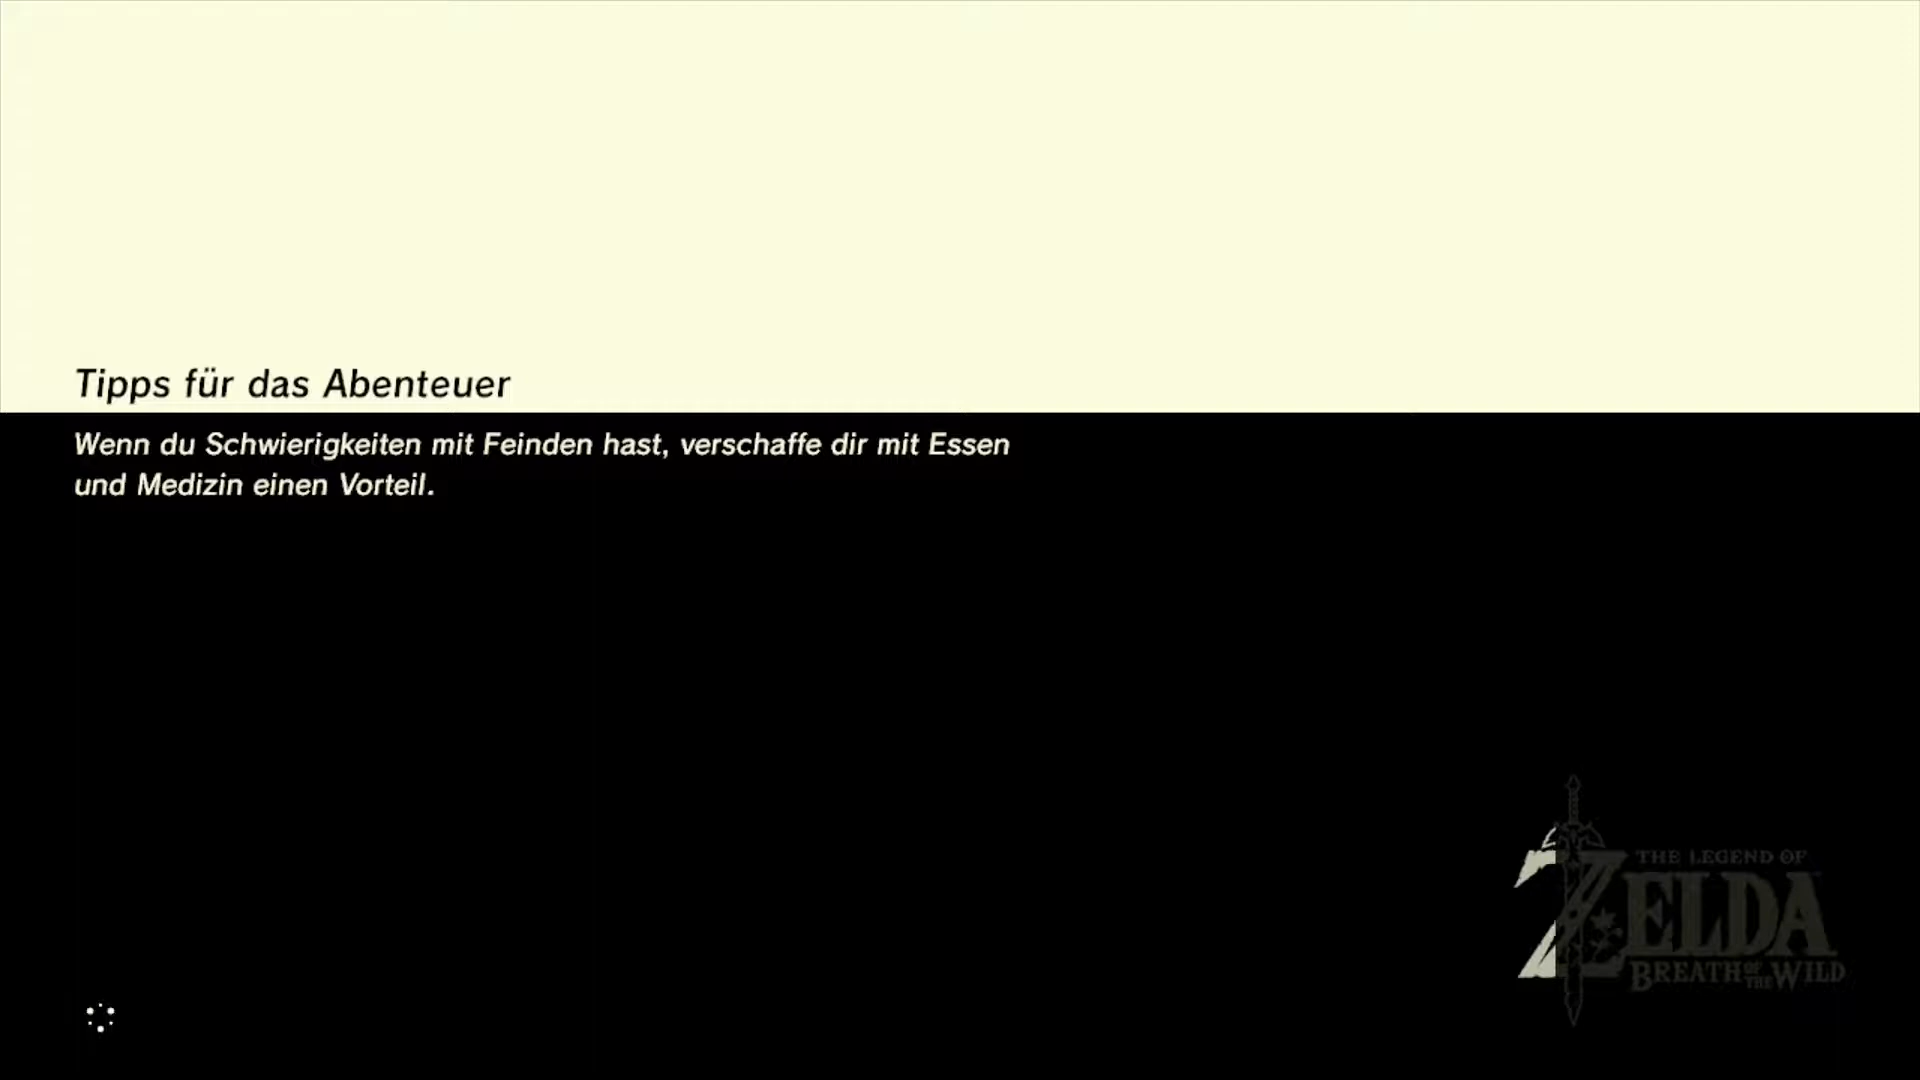 Tipps für das Abenteuer
Wenn du Schwierigkeiten mit Feinden hast, verschaffe dir mit Essen
und Medizin einen Vorteil.
THE LEGEND OF
ZELDA
BREATH OF THE WILD